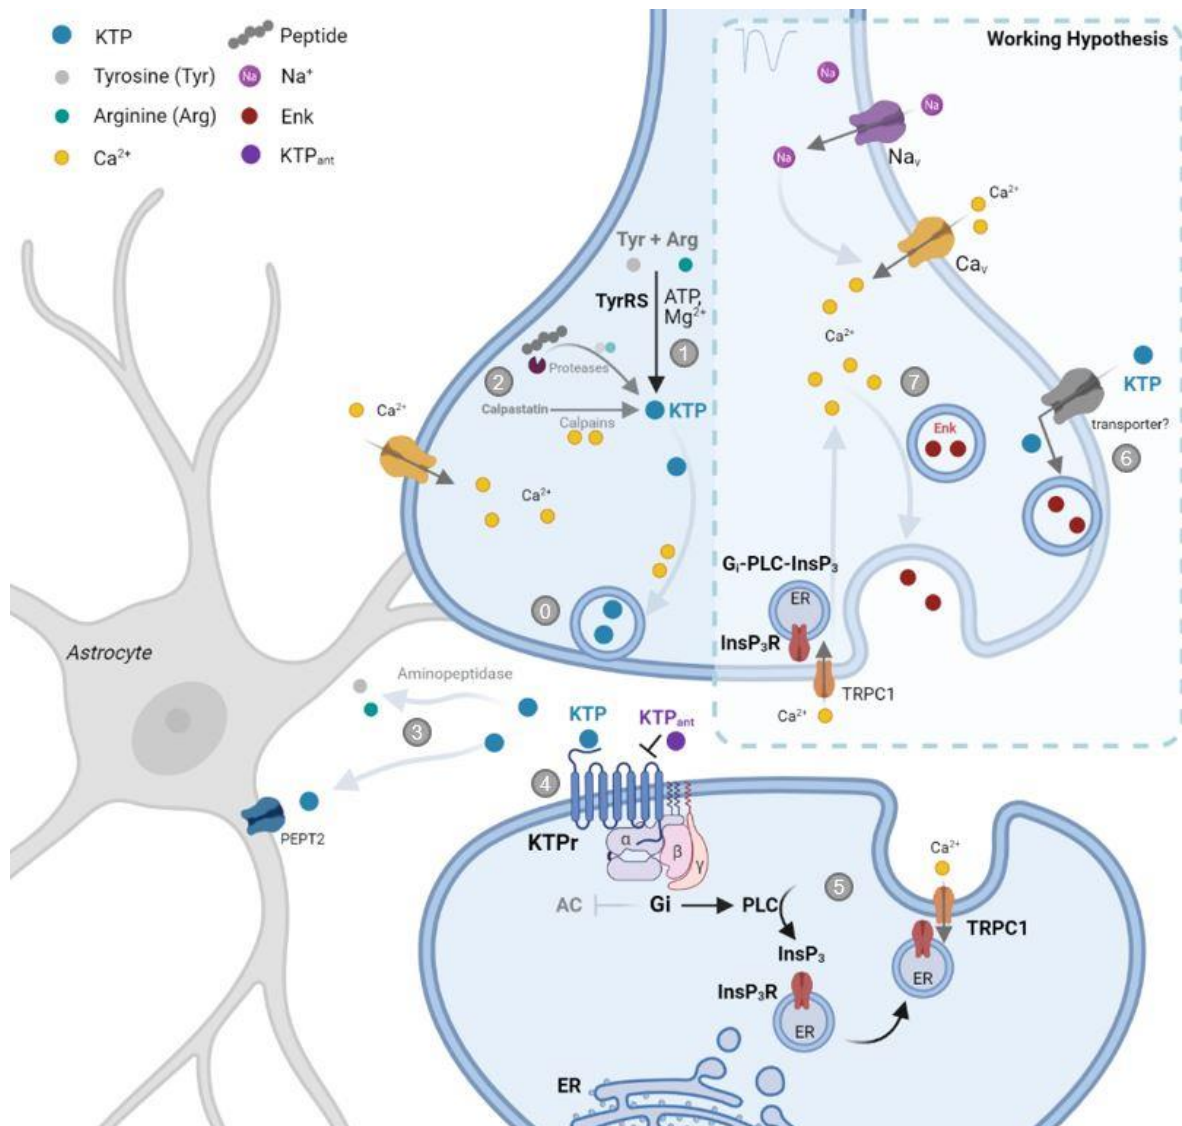 KTP
Peptide
Tyrosine (Tyr)
Na
Na⁺
Arginine (Arg)
Enk
Ca²⁺
KTPₐₙₜ
Working Hypothesis
Na
Na
Na
Naᵥ
Ca²⁺
Caᵥ
Ca²⁺
Tyr + Arg
TyrRS
ATP,
Mg²⁺
1
2
Proteases
Calpastatin
KTP
Calpains
Ca²⁺
Ca²⁺
0
7
Enk
KTP
transporter?
6
Gᵢ-PLC-InsP₃
ER
InsP₃R
TRPC1
Ca²⁺
Astrocyte
Aminopeptidase
3
PEPT2
KTP
KTPₐₙₜ
4
KTPr
α
β
γ
AC
Gi
PLC
5
InsP₃
InsP₃R
ER
Ca²⁺
TRPC1
ER
ER